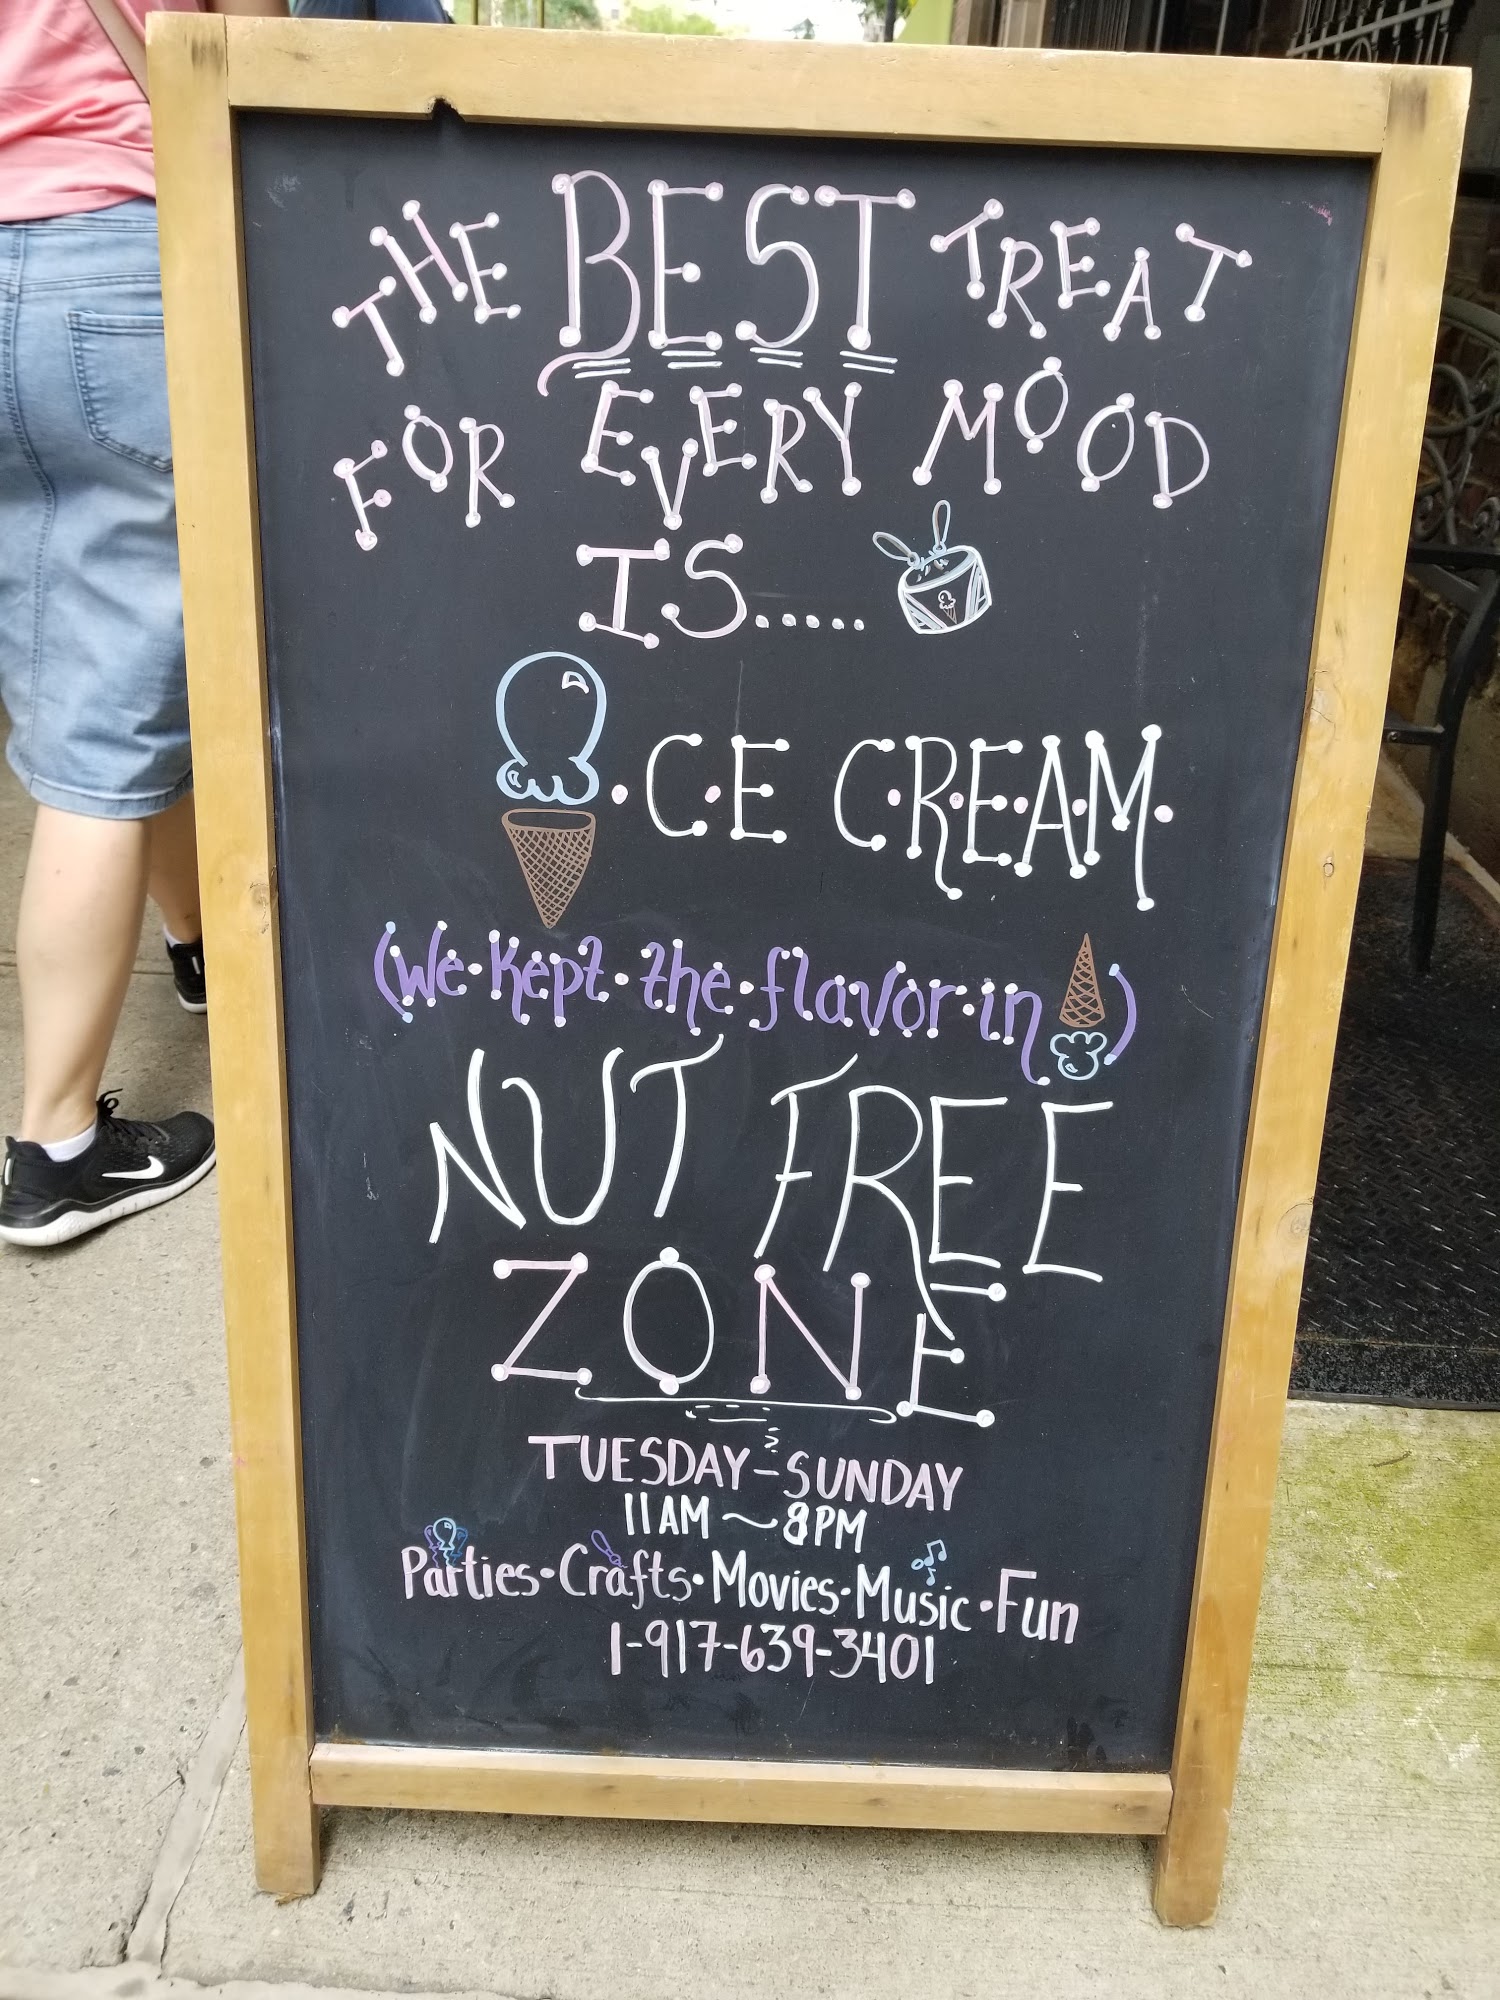 THE BEST TREAT
FOR EVERY MOOD
IS.....
·CE CREAM·
(We·kept·the·flavor·in )
NUT FREE
ZONE
TUESDAY-SUNDAY
11AM ~ 8PM
Parties·Crafts·Movies·Music·Fun
1-917-639-3401